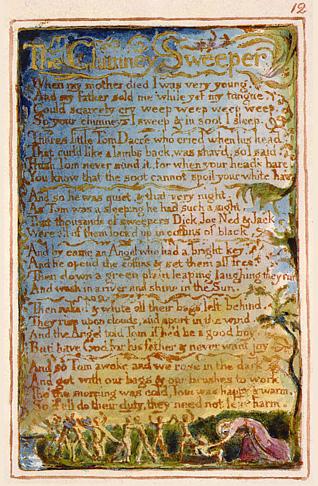 12
The Chimney Sweeper
When my mother died I was very young,
And my father sold me while yet my tongue
Could scarcely cry weep weep weep weep.
So your chimneys I sweep & in soot I sleep.
Theres little Tom Dacre who cried when his head
That curl'd like a lambs back, was shav'd, so I said.
Hush Tom never mind it, for when your head's bare,
You know that the soot cannot spoil your white hair.
And so he was quiet, & that very night,
As Tom was a sleeping he had such a sight,
That thousands of sweepers Dick, Joe, Ned & Jack
Were all of them lock'd up in coffins of black,
And by came an Angel who had a bright key,
And he open'd the coffins & set them all free.
Then down a green plain leaping laughing they run
And wash in a river and shine in the Sun.
Then naked & white, all their bags left behind,
They rise upon clouds, and sport in the wind.
And the Angel told Tom if he'd be a good boy,
He'd have God for his father & never want joy.
And so Tom awoke and we rose in the dark
And got with our bags & our brushes to work.
Tho' the morning was cold, Tom was happy & warm,
So if all do their duty, they need not fear harm.